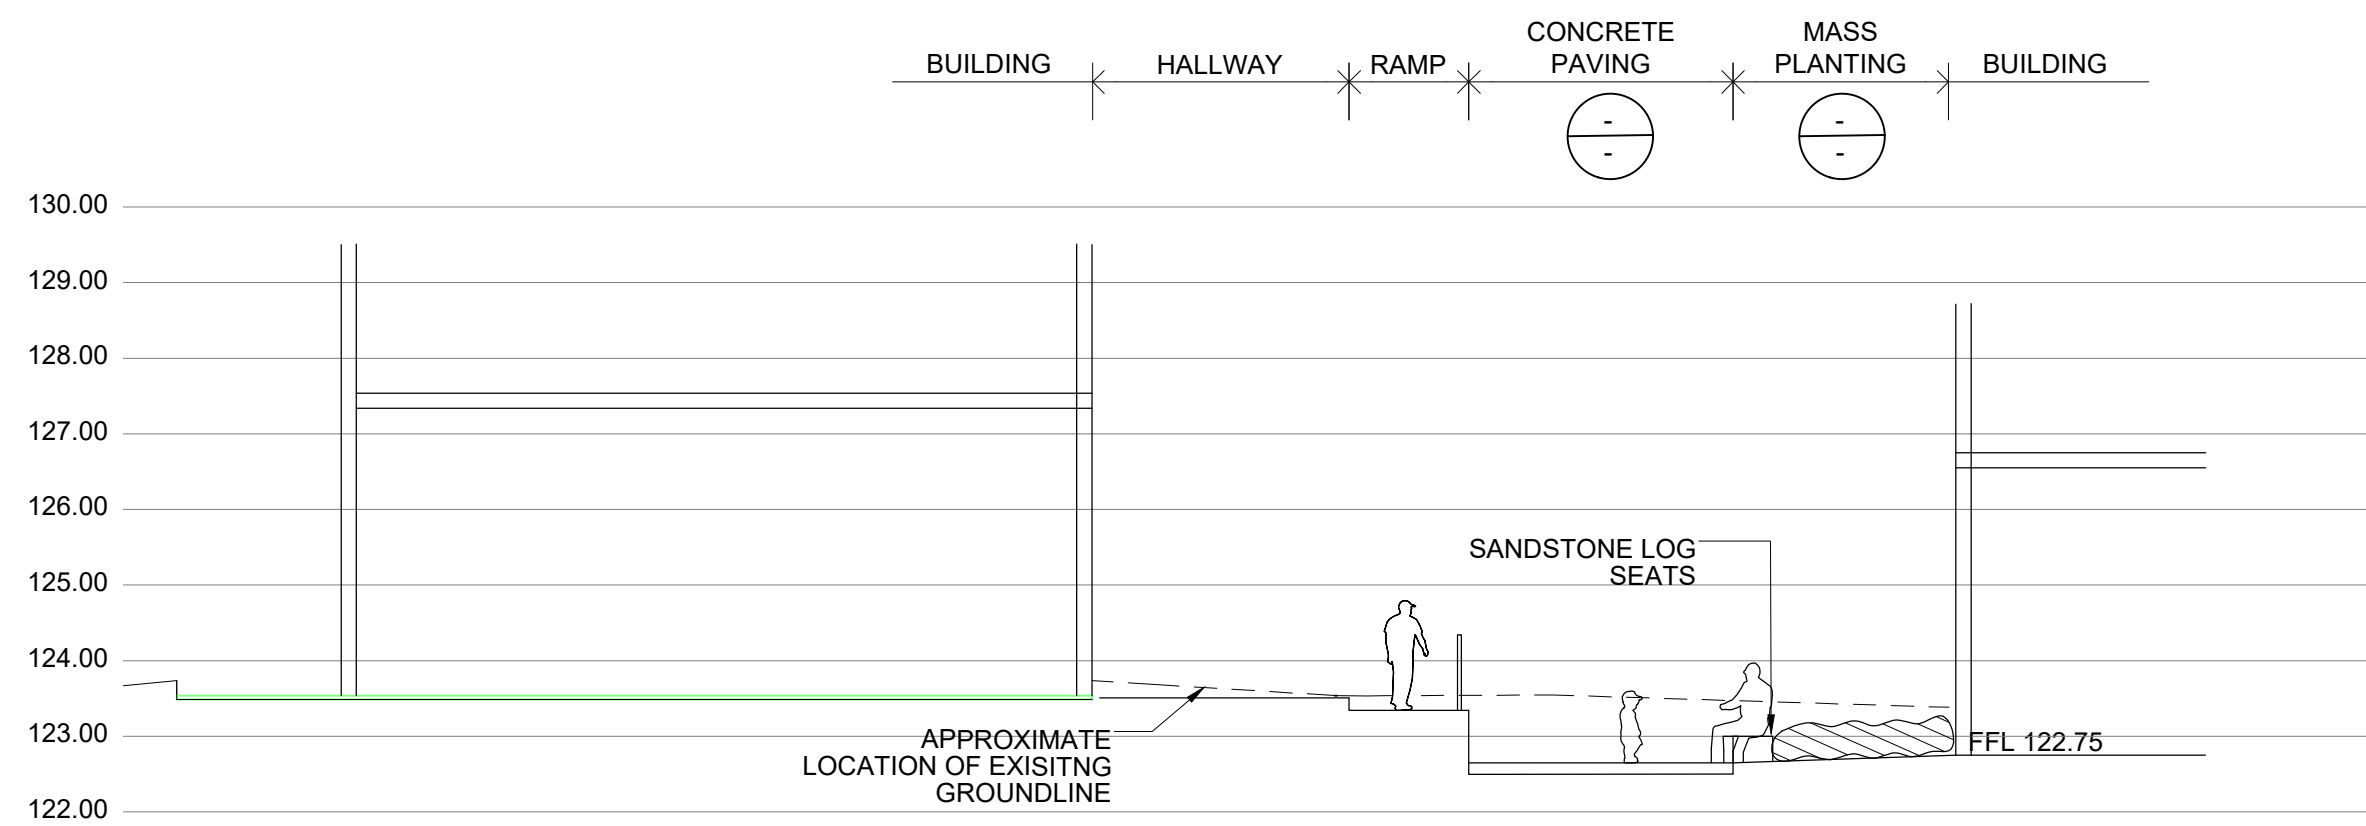 CONCRETE
PAVING
MASS
PLANTING
BUILDING
HALLWAY
RAMP
BUILDING
-
-
-
-
130.00
129.00
128.00
127.00
126.00
125.00
124.00
123.00
122.00
SANDSTONE LOG
SEATS
APPROXIMATE
LOCATION OF EXISITNG
GROUNDLINE
FFL 122.75